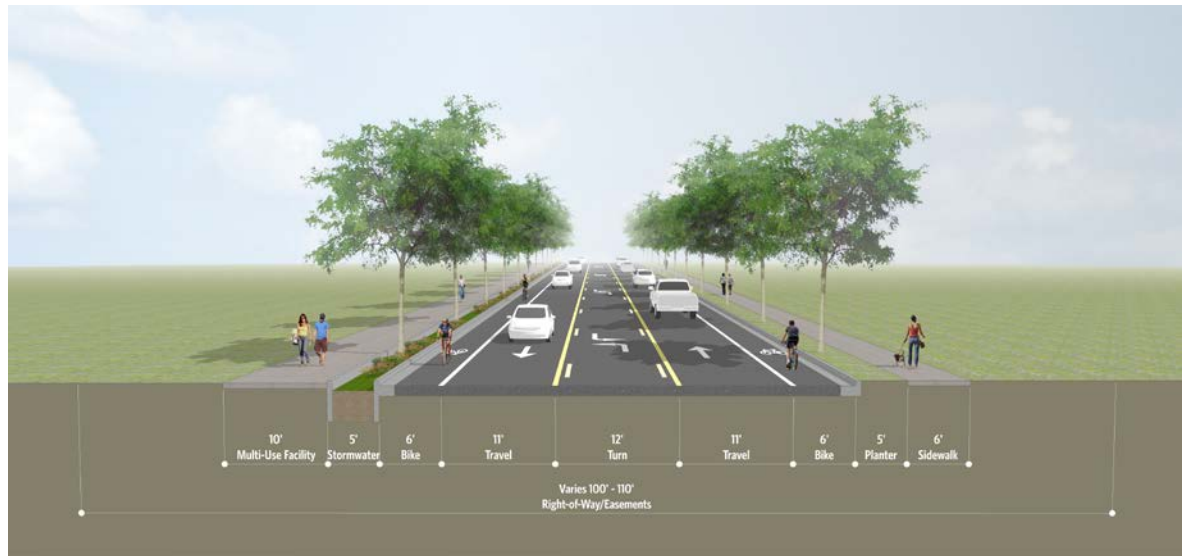 10'
Multi-Use Facility
5'
Stormwater
6'
Bike
11'
Travel
12'
Turn
11'
Travel
6'
Bike
5'
Planter
6'
Sidewalk
Varies 100' - 110'
Right-of-Way/Easements